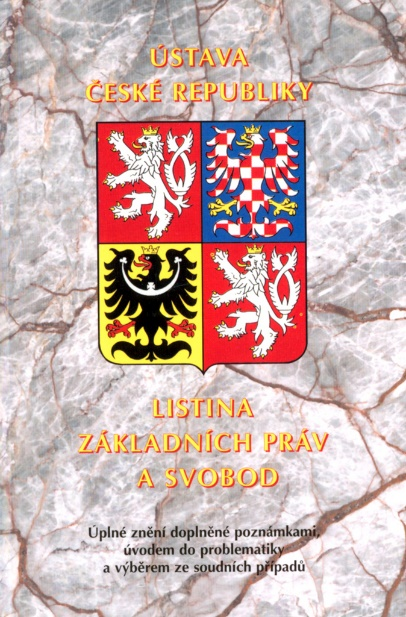 ÚSTAVA
ČESKÉ REPUBLIKY
LISTINA
ZÁKLADNÍCH PRÁV
A SVOBOD
Úplné znění doplněné poznámkami,
úvodem do problematiky
a výběrem ze soudních případů